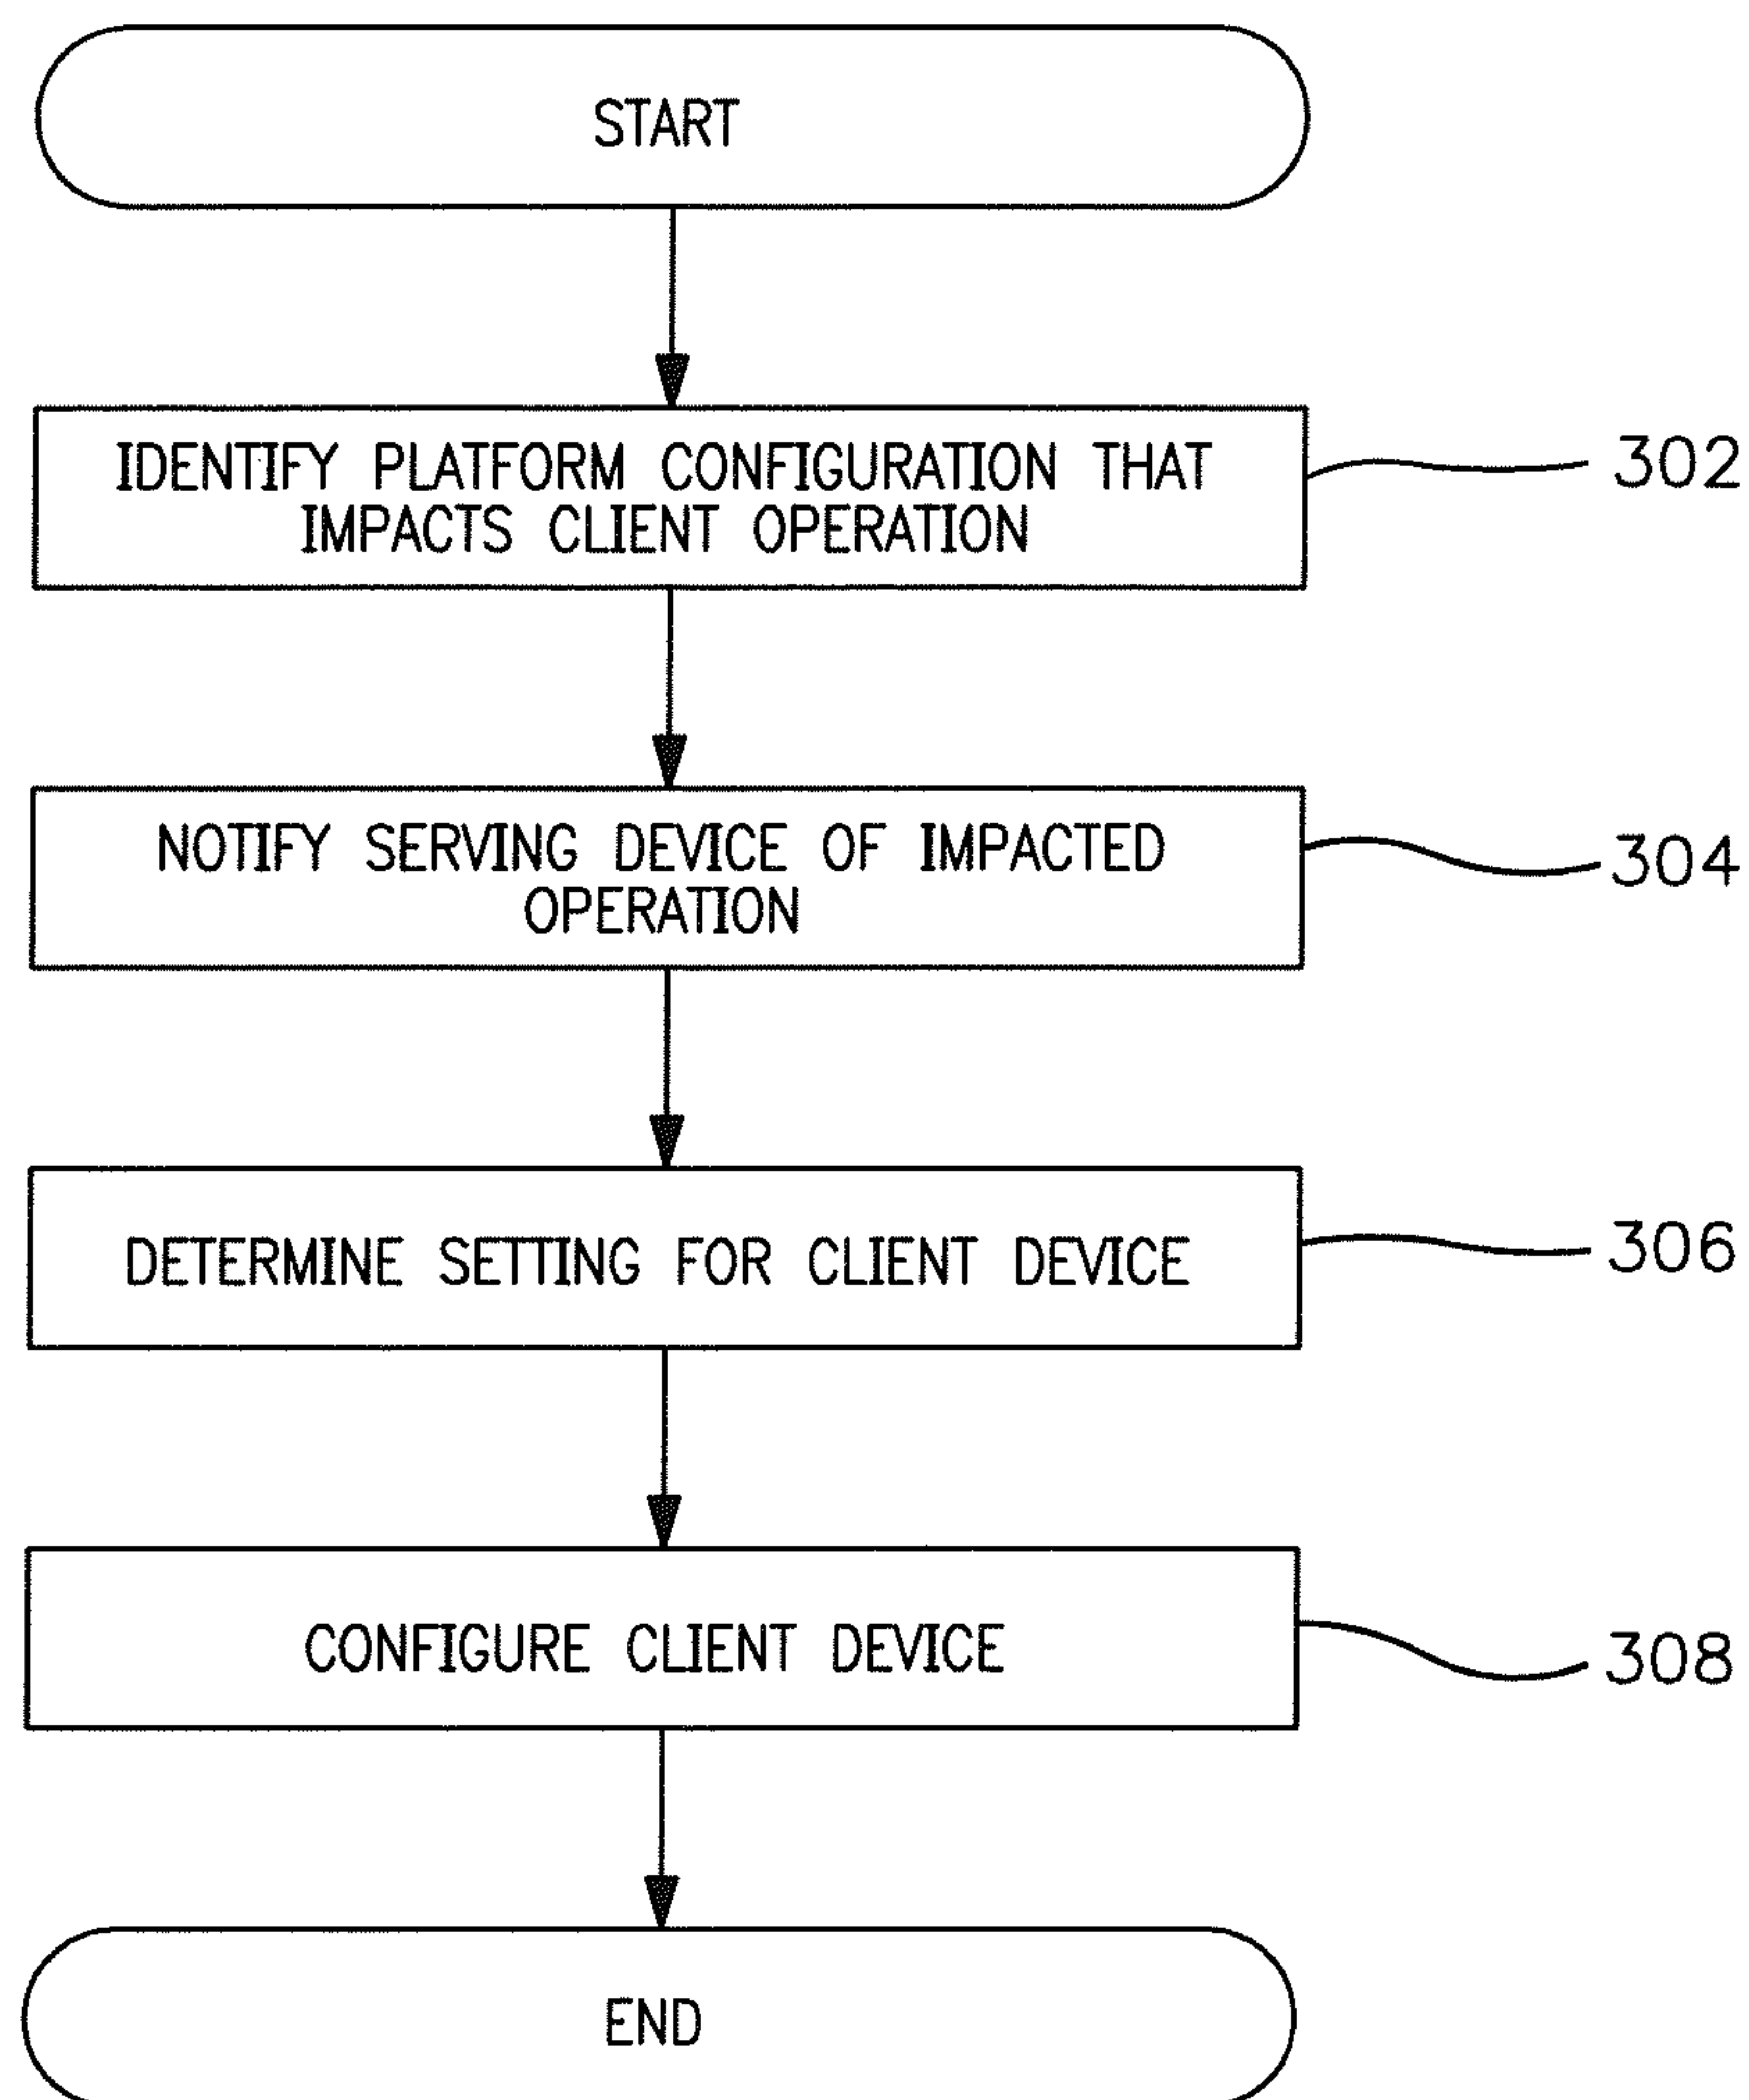 START
IDENTIFY PLATFORM CONFIGURATION THAT
IMPACTS CLIENT OPERATION
302
NOTIFY SERVING DEVICE OF IMPACTED
OPERATION
304
DETERMINE SETTING FOR CLIENT DEVICE
306
CONFIGURE CLIENT DEVICE
308
END